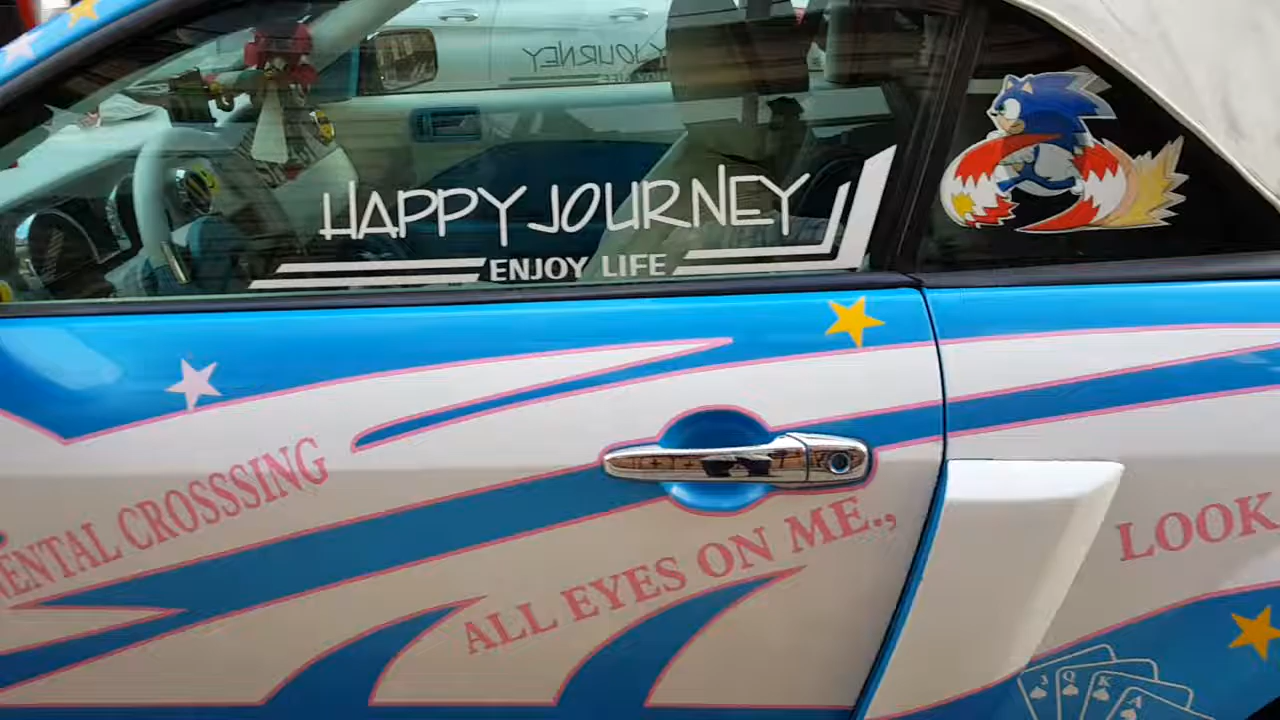 HAPPY JOURNEY
ENJOY LIFE
ENTAL CROSSSING
ALL EYES ON ME.,
LOOK
J
Q
K
A